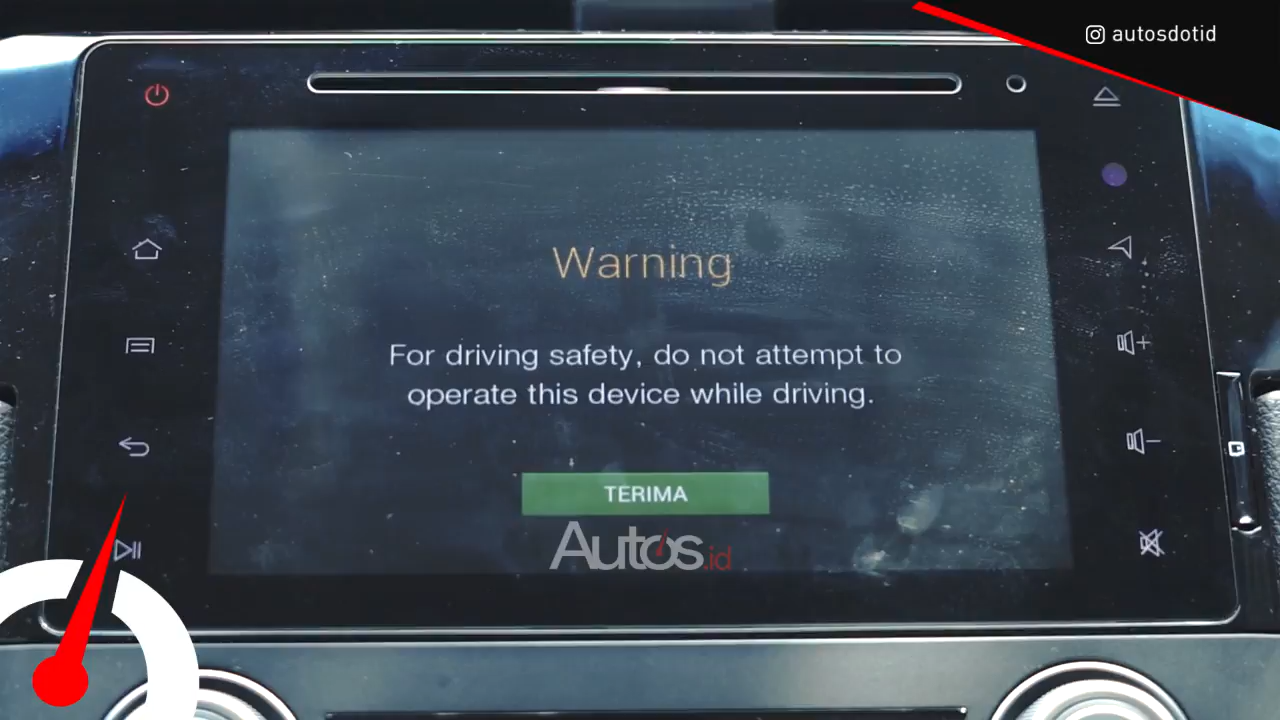 autosdotid
Warning
For driving safety, do not attempt to
operate this device while driving.
TERIMA
Autos.id